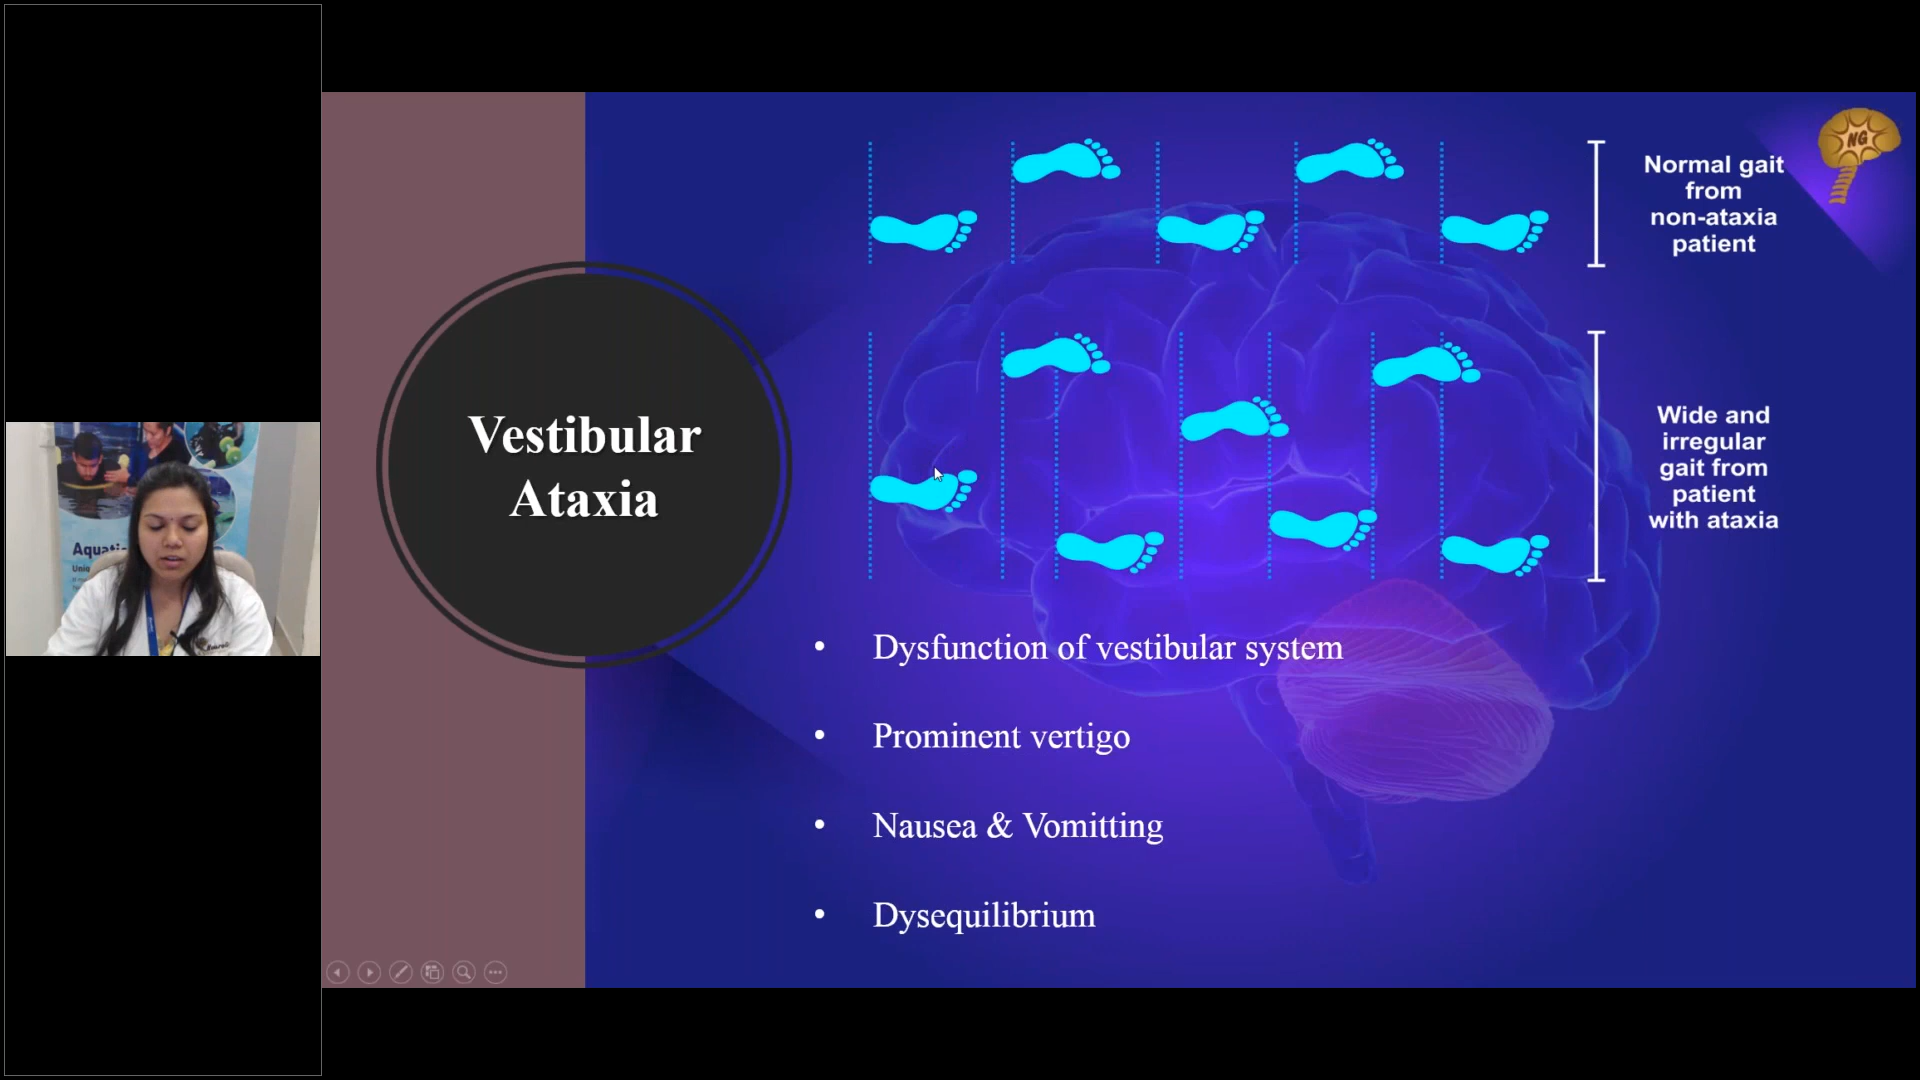 Vestibular
Ataxia
NG
Normal gait
from
non-ataxia
patient
Wide and
irregular
gait from
patient
with ataxia
• Dysfunction of vestibular system
• Prominent vertigo
• Nausea & Vomitting
• Dysequilibrium